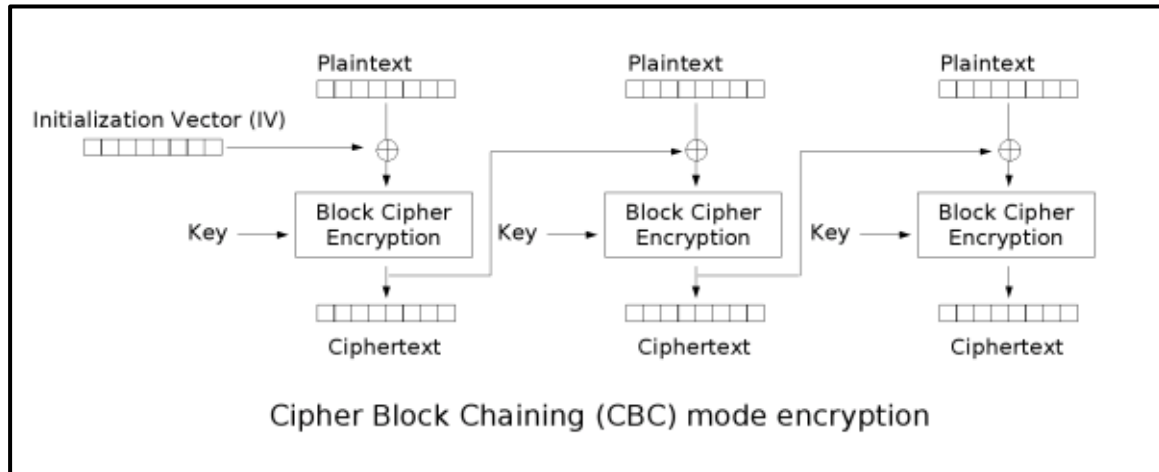 Plaintext
Plaintext
Plaintext
Initialization Vector (IV)
Key
Block Cipher
Encryption
Key
Block Cipher
Encryption
Key
Block Cipher
Encryption
Ciphertext
Ciphertext
Ciphertext
Cipher Block Chaining (CBC) mode encryption